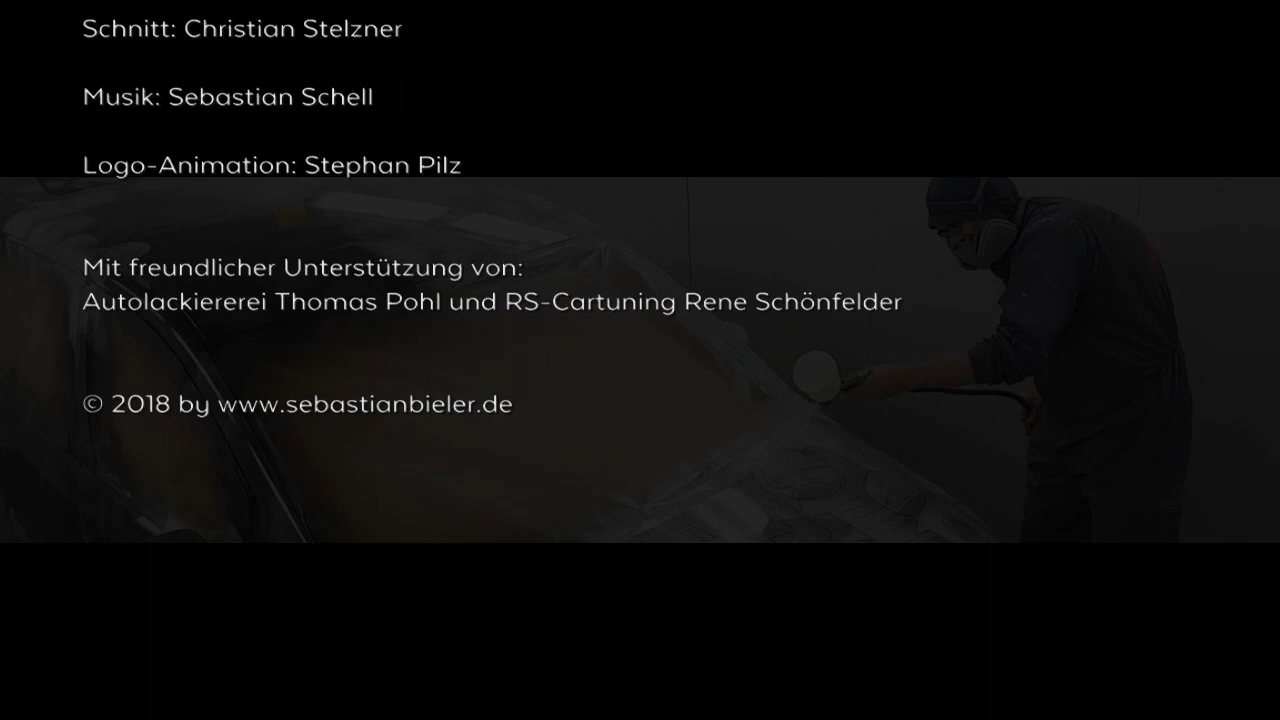 Schnitt: Christian Stelzner
Musik: Sebastian Schell
Logo-Animation: Stephan Pilz
Mit freundlicher Unterstützung von:
Autolackiererei Thomas Pohl und RS-Cartuning Rene Schönfelder
© 2018 by www.sebastianbieler.de